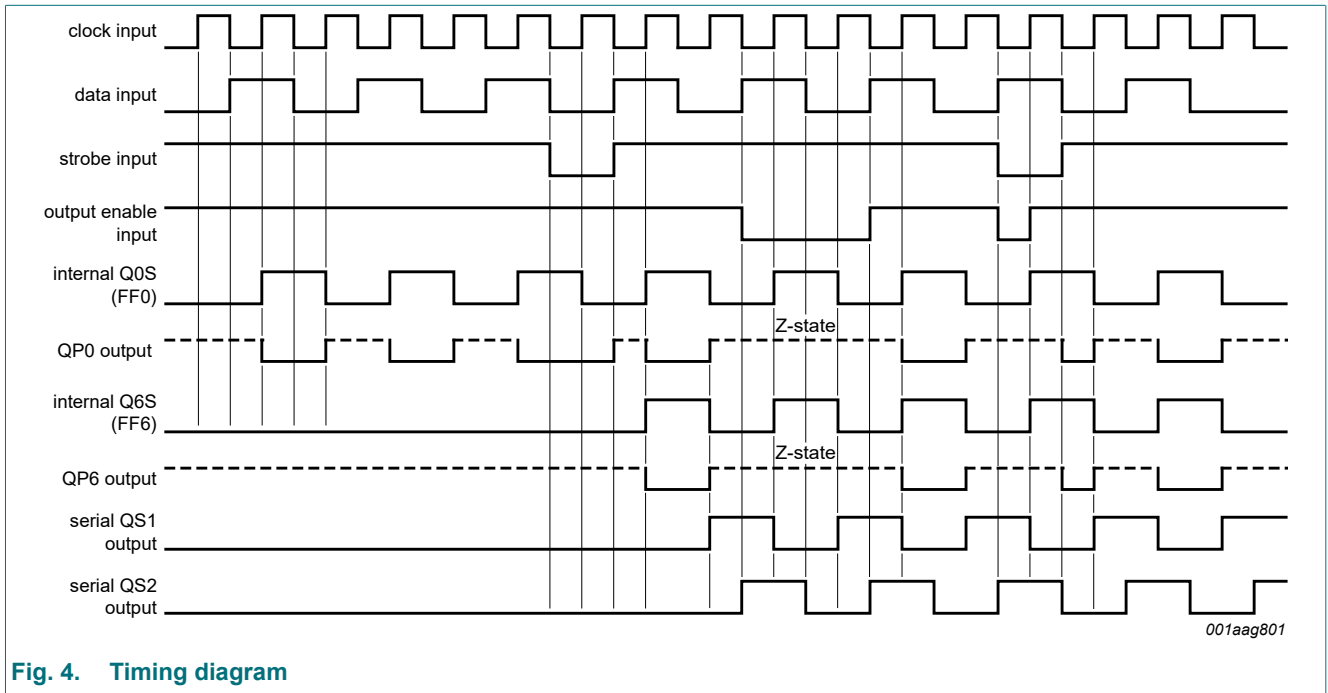 clock input
data input
strobe input
output enable
input
internal Q0S
(FF0)
Z-state
QP0 output
internal Q6S
(FF6)
Z-state
QP6 output
serial QS1
output
serial QS2
output
001aag801
Fig. 4. Timing diagram